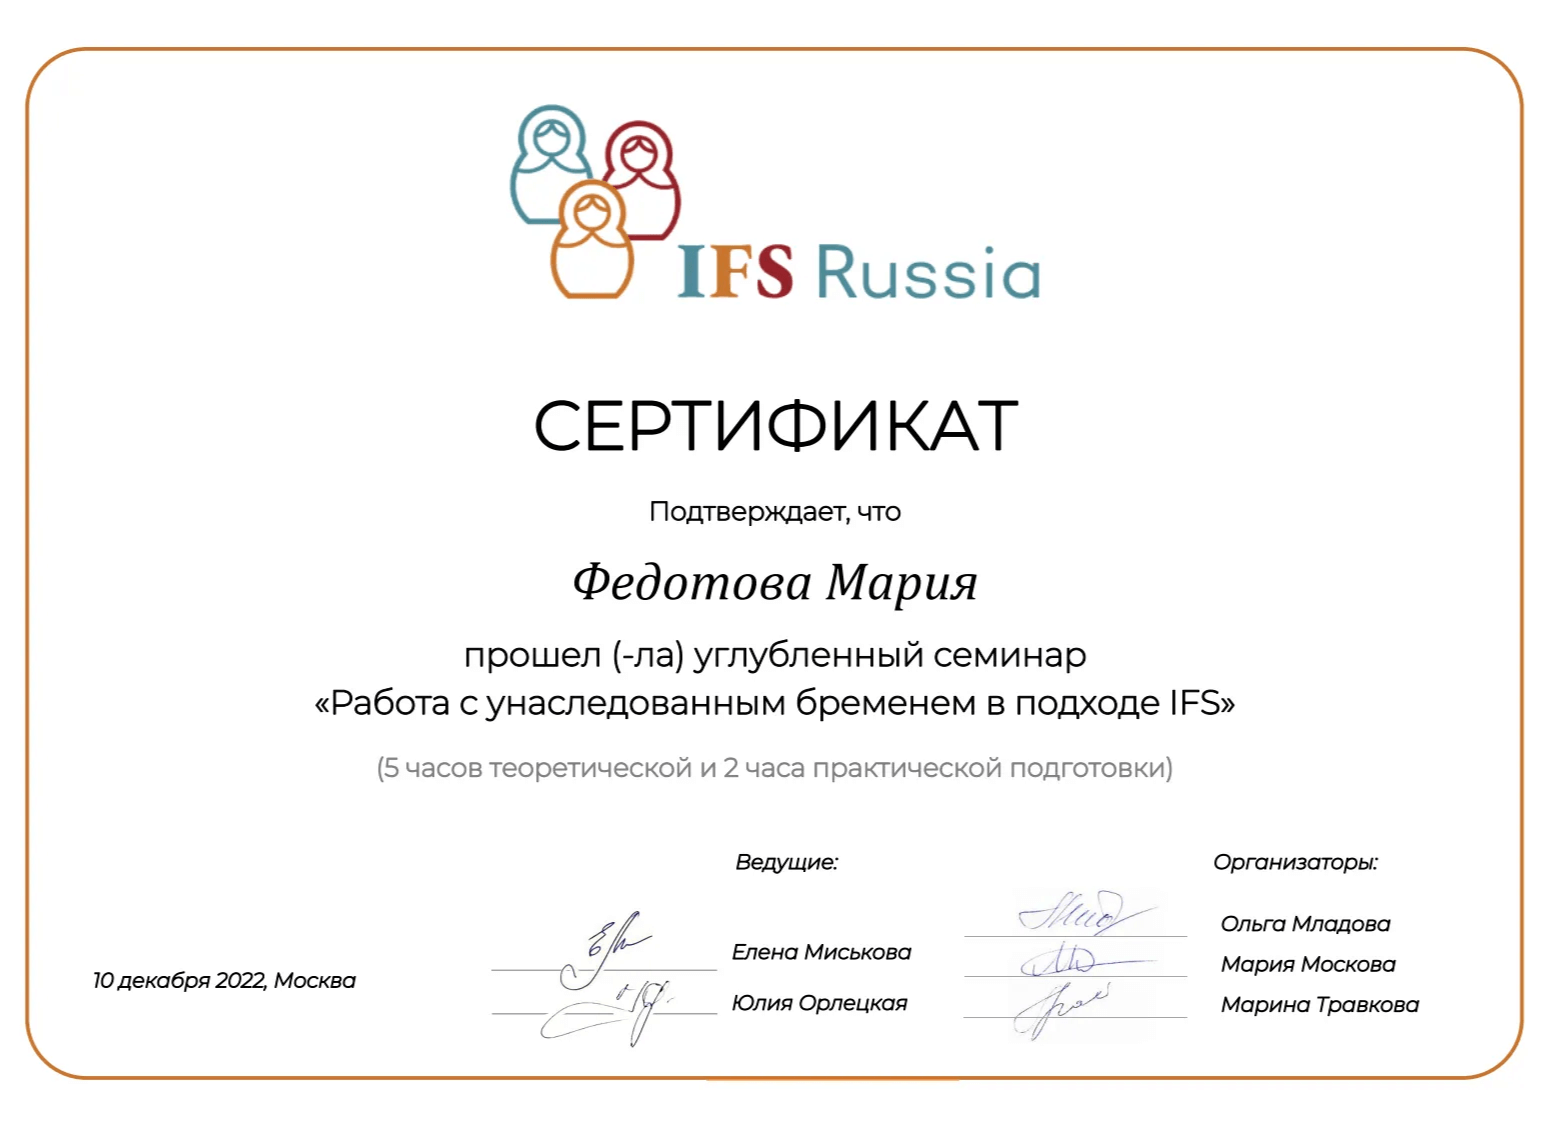 IFS Russia
СЕРТИФИКАТ
Подтверждает, что
Федотова Мария
прошел (-ла) углубленный семинар
«Работа с унаследованным бременем в подходе IFS»
(5 часов теоретической и 2 часа практической подготовки)
Ведущие:
Елена Миськова
Юлия Орлецкая
Организаторы:
Ольга Младова
Мария Москова
Марина Травкова
10 декабря 2022, Москва